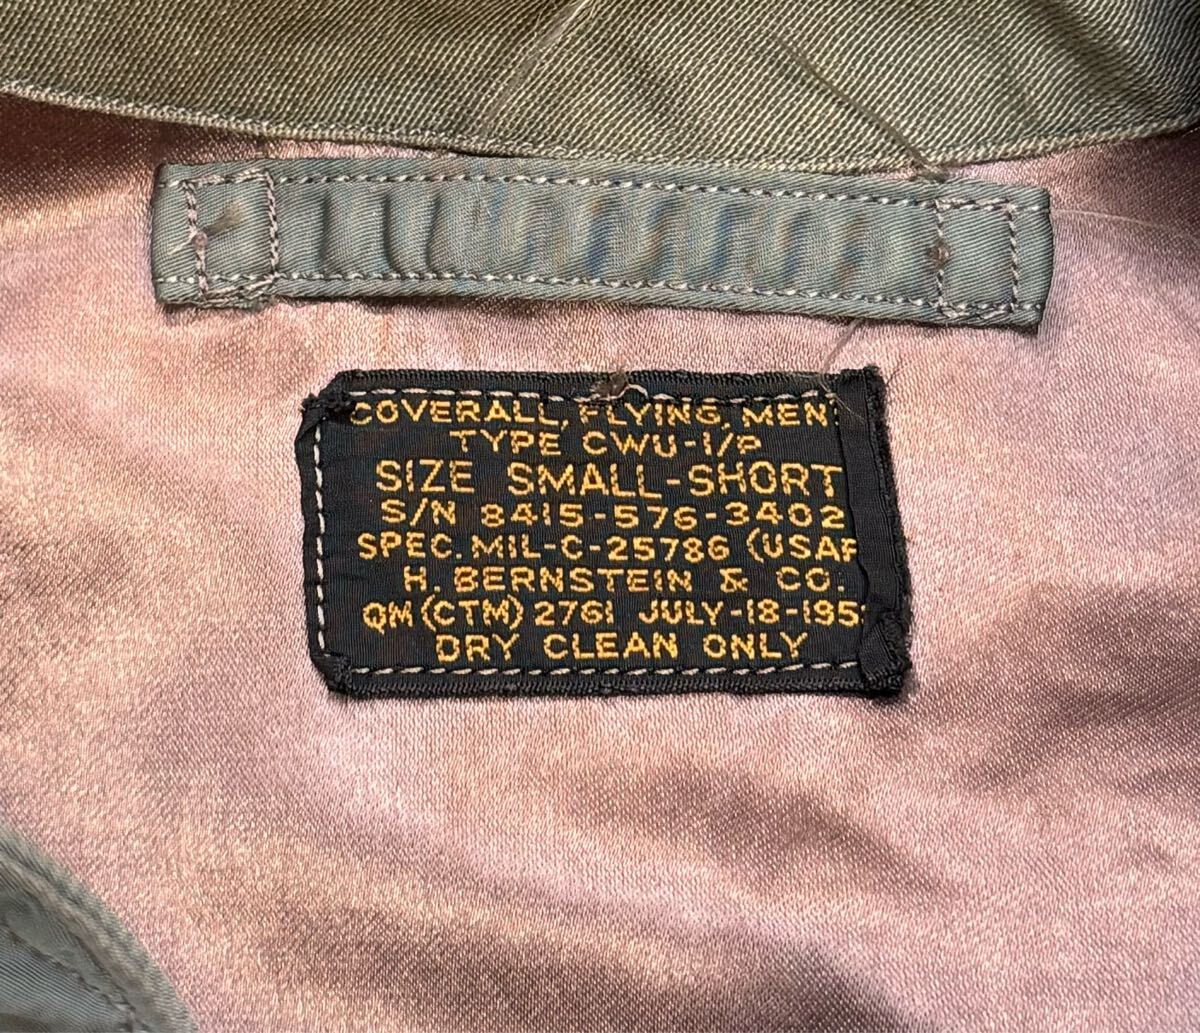 COVERALL, FLYING, MEN
TYPE CWU-1/P
SIZE SMALL-SHORT
S/N 8415-576-3402
SPEC. MIL-C-25786 (USAF
H. BERNSTEIN & CO.
QM (CTM) 2761 JULY-18-195
DRY CLEAN ONLY